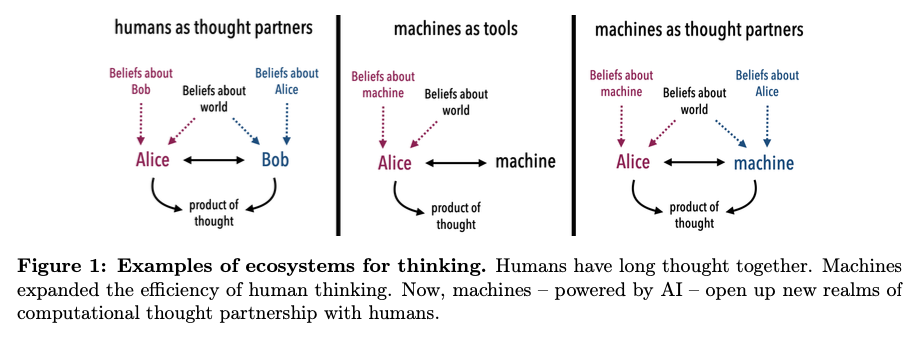 humans as thought partners
Beliefs about
Bob
Beliefs about
world
Beliefs about
Alice
Alice
Bob
product of
thought
machines as tools
Beliefs about
machine
Beliefs about
world
Alice
machine
product of
thought
machines as thought partners
Beliefs about
machine
Beliefs about
world
Beliefs about
Alice
Alice
machine
product of
thought
Figure 1: Examples of ecosystems for thinking. Humans have long thought together. Machines
expanded the efficiency of human thinking. Now, machines – powered by AI – open up new realms of
computational thought partnership with humans.